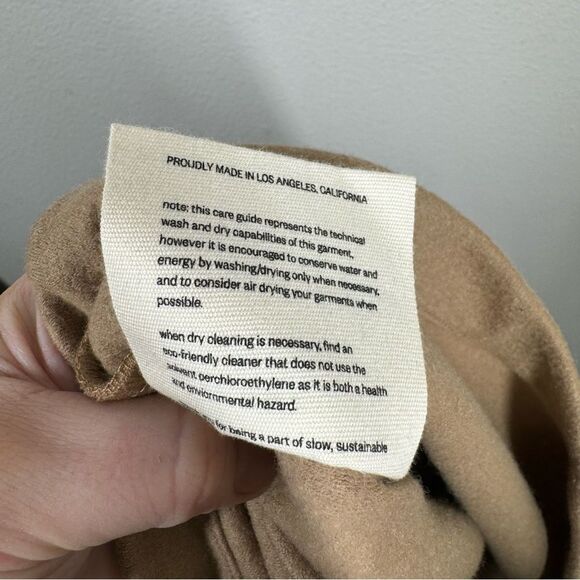 PROUDLY MADE IN LOS ANGELES, CALIFORNIA
note: this care guide represents the technical
wash and dry capabilities of this garment,
however it is encouraged to conserve water and
energy by washing/drying only when necessary,
and to consider air drying your garments when
possible.
when dry cleaning is necessary, find an
eco-friendly cleaner that does not use the
solvent perchloroethylene as it is both a health
and environmental hazard.
for being a part of slow, sustainable